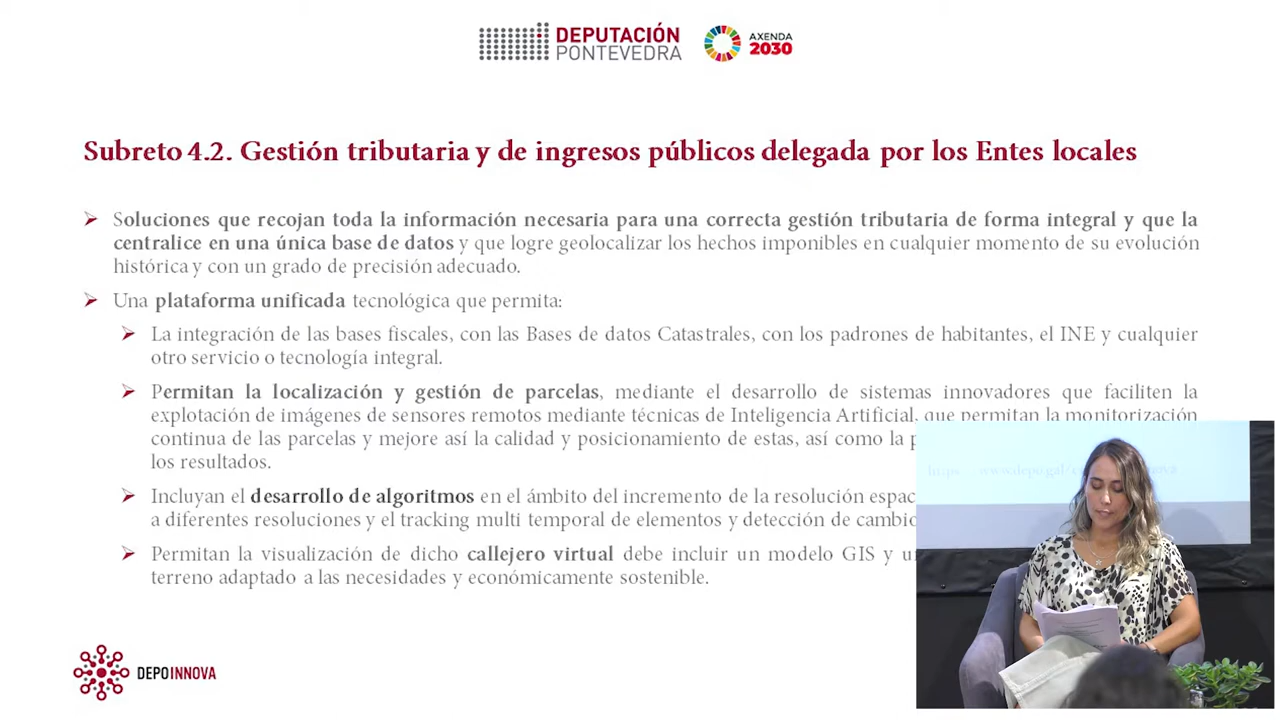 DEPUTACIÓN
PONTEVEDRA
AXENDA
2030
Subreto 4.2. Gestión tributaria y de ingresos públicos delegada por los Entes locales
Soluciones que recojan toda la información necesaria para una correcta gestión tributaria de forma integral y que la
centralice en una única base de datos y que logre geolocalizar los hechos imponibles en cualquier momento de su evolución
histórica y con un grado de precisión adecuado.
Una plataforma unificada tecnológica que permita:
La integración de las bases fiscales, con las Bases de datos Catastrales, con los padrones de habitantes, el INE y cualquier
otro servicio o tecnología integral.
Permitan la localización y gestión de parcelas, mediante el desarrollo de sistemas innovadores que faciliten la
explotación de imágenes de sensores remotos mediante técnicas de Inteligencia Artificial, que permitan la monitorización
continua de las parcelas y mejore así la calidad y posicionamiento de estas, así como la
los resultados.
Incluyan el desarrollo de algoritmos en el ámbito del incremento de la resolución
a diferentes resoluciones y el tracking multi temporal de elementos y detección de
Permitan la visualización de dicho callejero virtual debe incluir un modelo GIS y
terreno adaptado a las necesidades y económicamente sostenible.
DEPOINNOVA